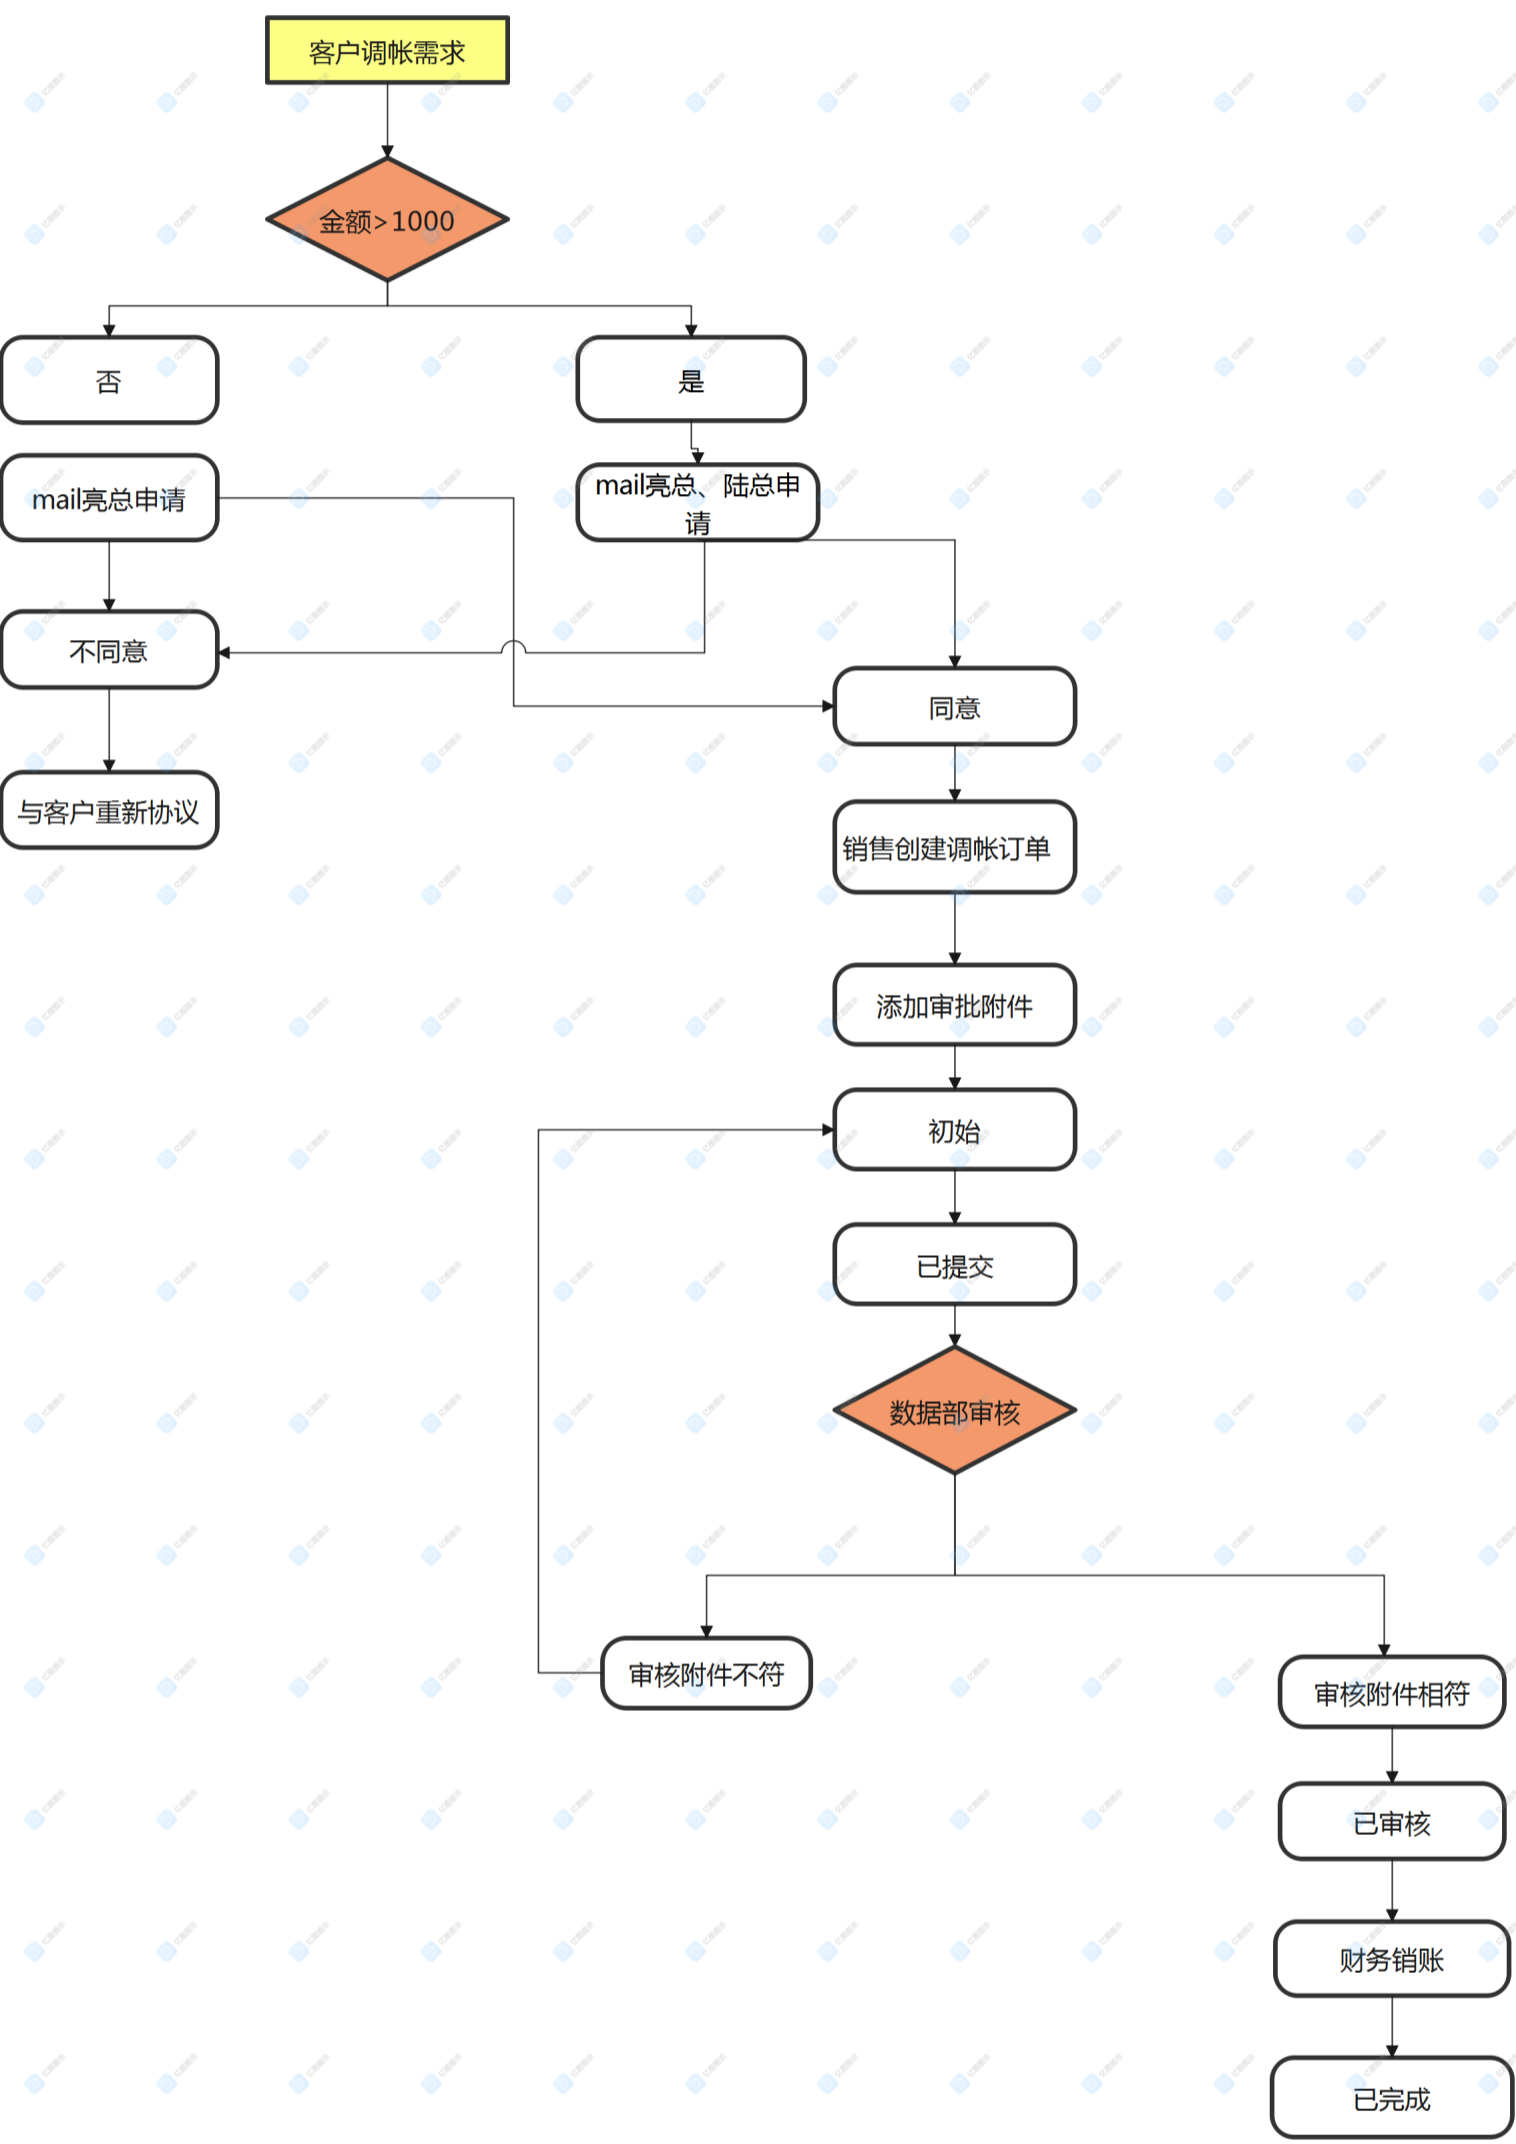 客户调帐需求
金额>1000
否
是
mail亮总申请
mail亮总、陆总申
请
不同意
同意
与客户重新协议
销售创建调帐订单
添加审批附件
初始
已提交
数据部审核
审核附件不符
审核附件相符
已审核
财务销账
已完成